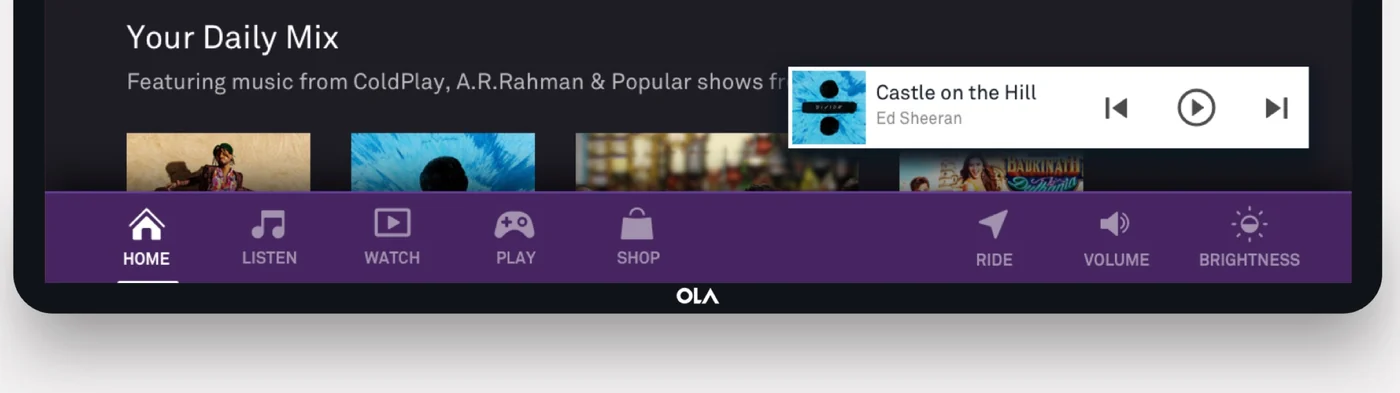 Your Daily Mix
Featuring music from ColdPlay, A.R.Rahman & Popular shows fr
Castle on the Hill
Ed Sheeran
BADRINATH
HOME
LISTEN
WATCH
PLAY
SHOP
RIDE
VOLUME
BRIGHTNESS
OLA